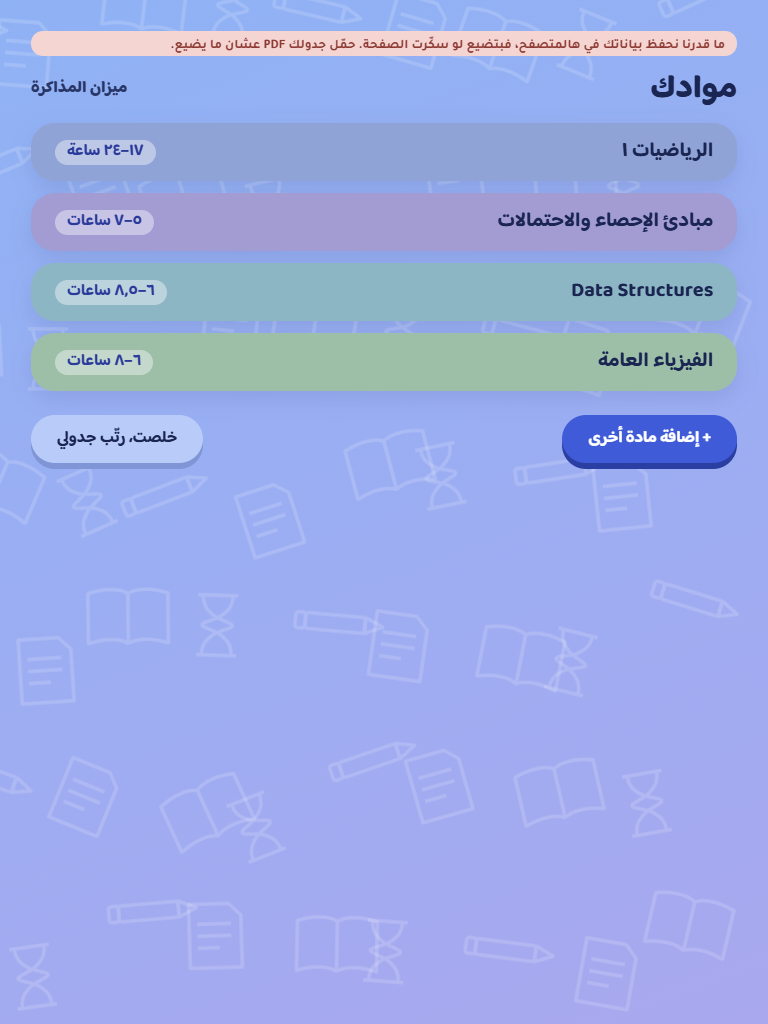 ما قدرنا نحفظ بياناتك في هالمتصفح، فبتضيع لو سكّرت الصفحة. حمّل جدولك PDF عشان ما يضيع.
موادك
ميزان المذاكرة
الرياضيات ١
١٧–٢٤ ساعة
مبادئ الإحصاء والاحتمالات
٥–٧ ساعات
Data Structures
٦–٨,٥ ساعات
الفيزياء العامة
٦–٨ ساعات
+ إضافة مادة أخرى
خلصت، رتّب جدولي